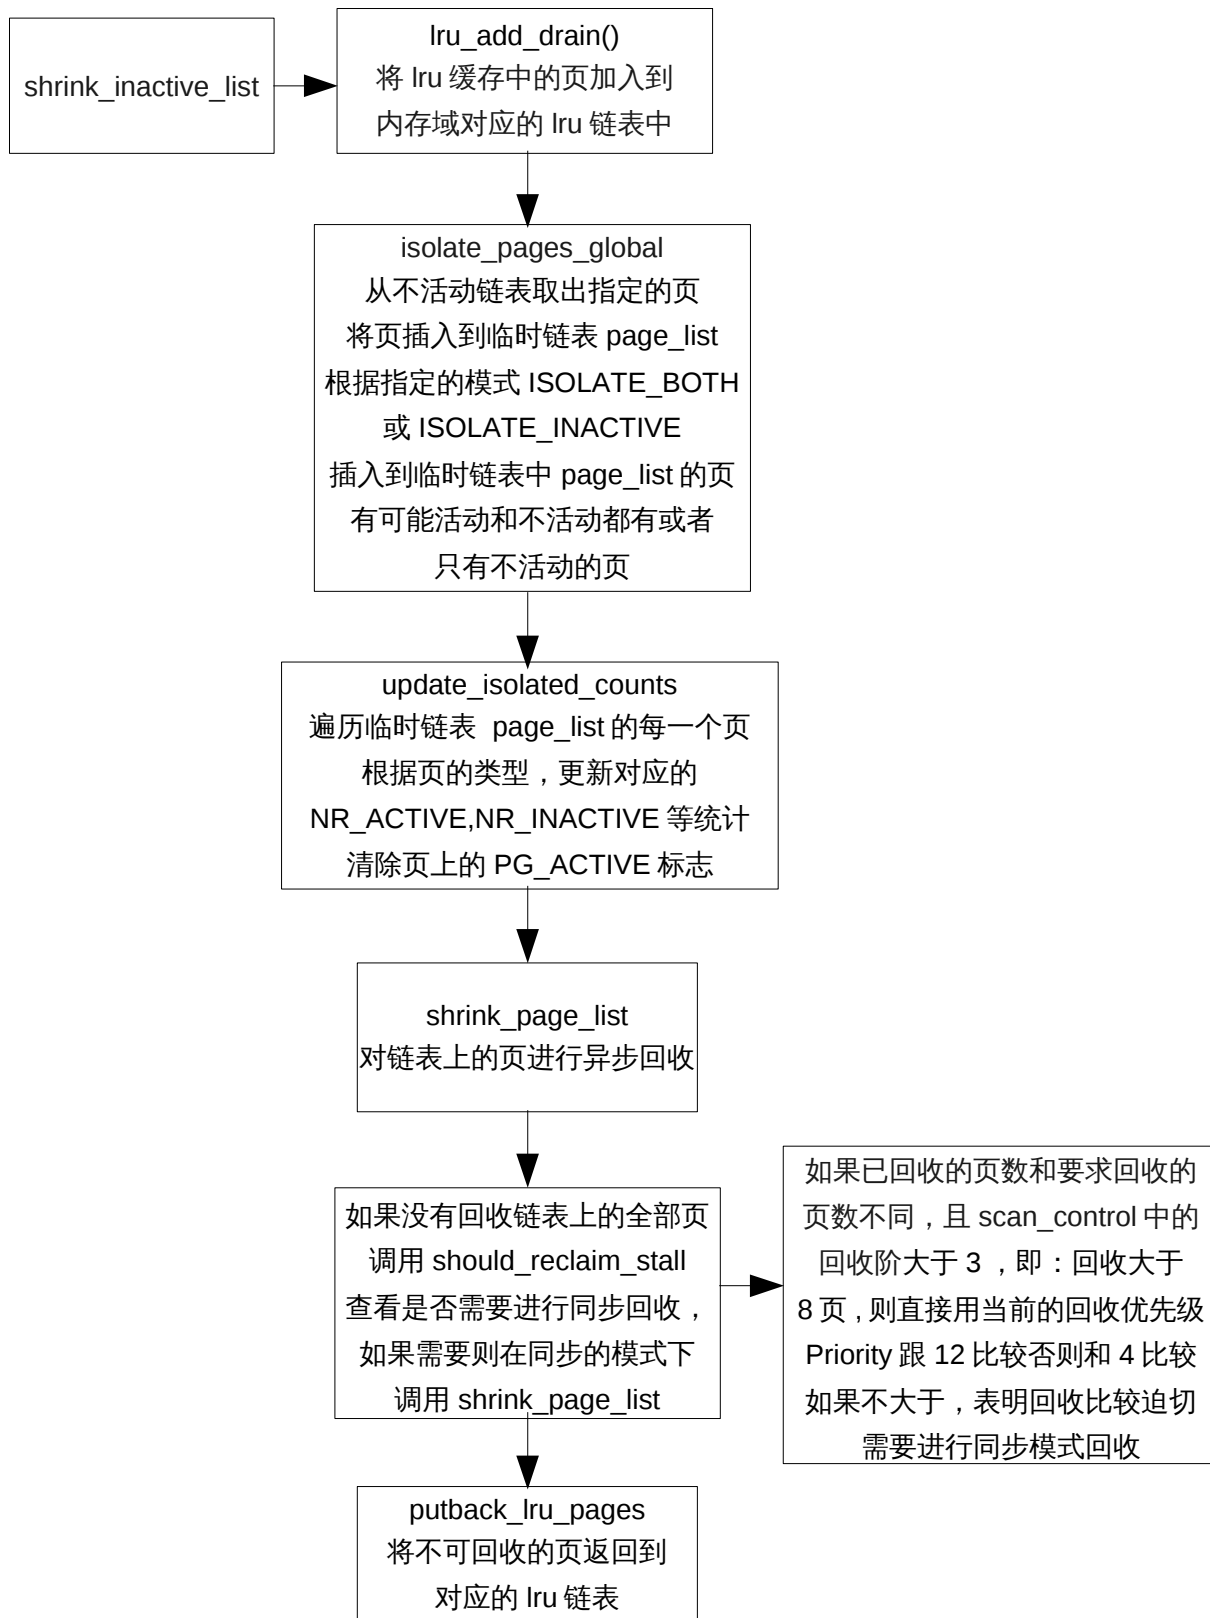 shrink_inactive_list
lru_add_drain()
将 lru 缓存中的页加入到
内存域对应的 lru 链表中
isolate_pages_global
从不活动链表取出指定的页
将页插入到临时链表 page_list
根据指定的模式 ISOLATE_BOTH
或 ISOLATE_INACTIVE
插入到临时链表中 page_list 的页
有可能活动和不活动都有或者
只有不活动的页
update_isolated_counts
遍历临时链表 page_list 的每一个页
根据页的类型，更新对应的
NR_ACTIVE,NR_INACTIVE 等统计
清除页上的 PG_ACTIVE 标志
shrink_page_list
对链表上的页进行异步回收
如果没有回收链表上的全部页
调用 should_reclaim_stall
查看是否需要进行同步回收，
如果需要则在同步的模式下
调用 shrink_page_list
如果已回收的页数和要求回收的
页数不同，且 scan_control 中的
回收阶大于 3 ，即：回收大于
8 页 , 则直接用当前的回收优先级
Priority 跟 12 比较否则和 4 比较
如果不大于，表明回收比较迫切
需要进行同步模式回收
putback_lru_pages
将不可回收的页返回到
对应的 lru 链表